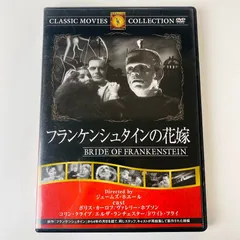 CLASSIC MOVIES COLLECTION
DVD
フランケンシュタインの花嫁
BRIDE OF FRANKENSTEIN
Directed by
ジェームズ・ホエール
cast
ボリス・カーロフ/ヴァレリー・ホブソン
コリン・クライブ/エルザ・ランチェスター/ドワイト・フライ